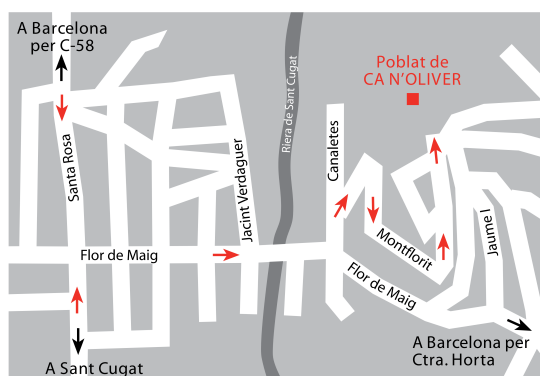 A Barcelona
per C-58
Poblat de
CA N'OLIVER
Riera de Sant Cugat
Santa Rosa
Jacint Verdaguer
Canaletes
Flor de Maig
Montflorit
Jaume I
Flor de Maig
A Sant Cugat
A Barcelona per
Ctra. Horta